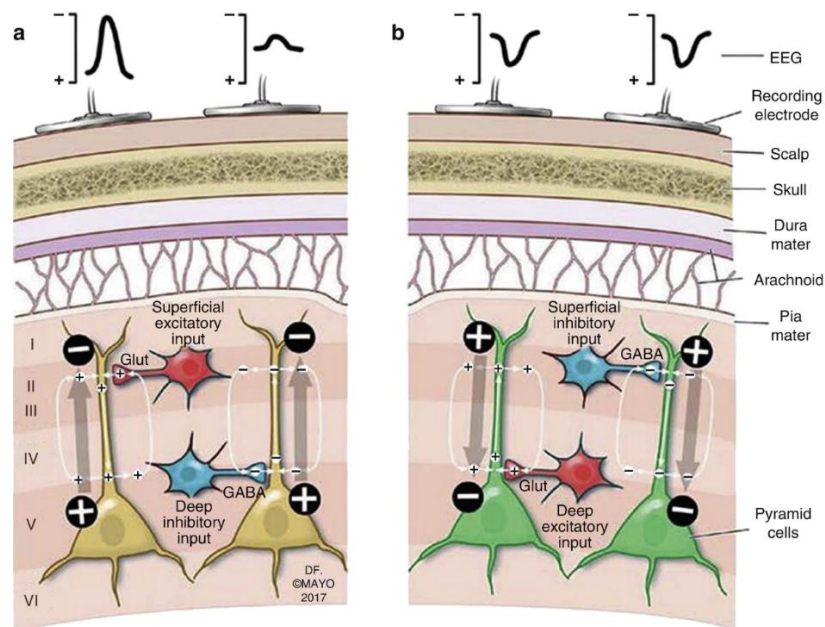 a
b
−
+
−
+
−
+
−
+
EEG
Recording
electrode
Scalp
Skull
Dura
mater
Arachnoid
Pia
mater
Superficial
excitatory
input
Glut
Deep
inhibitory
input
GABA
Superficial
inhibitory
input
GABA
Glut
Deep
excitatory
input
Pyramid
cells
I
II
III
IV
V
VI
DF.
©MAYO
2017